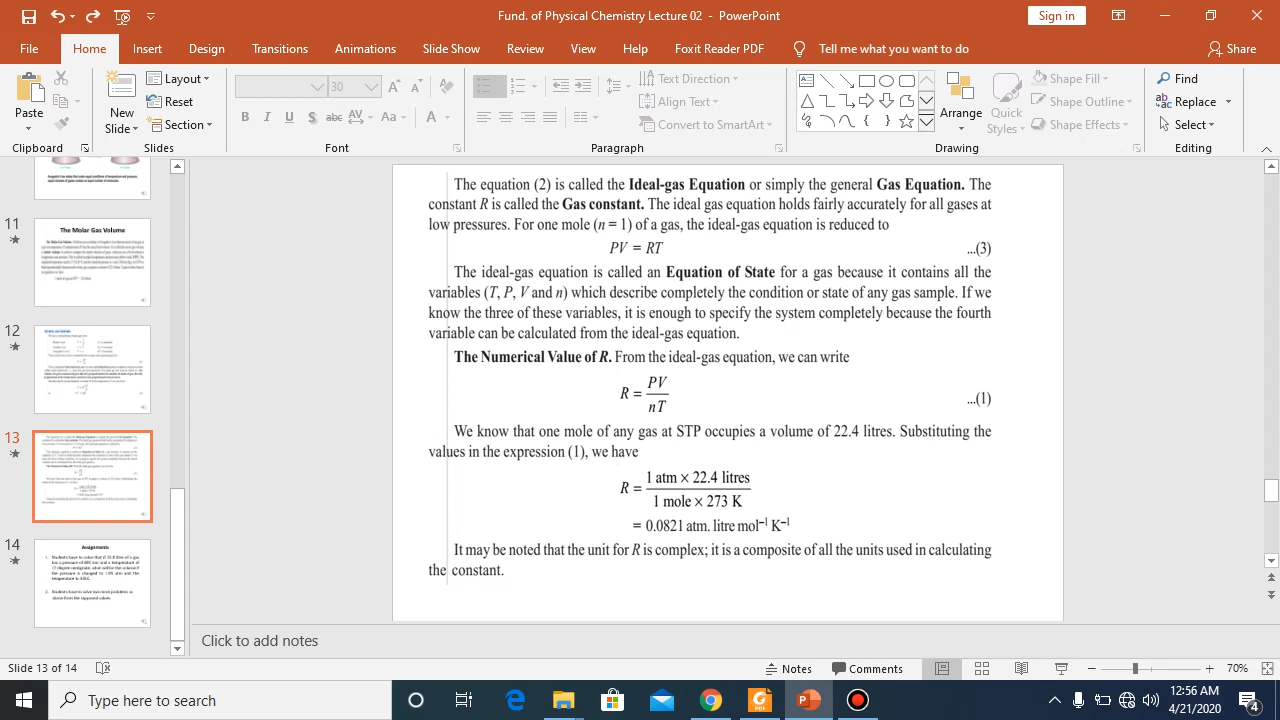 Fund. of Physical Chemistry Lecture 02 - PowerPoint
Sign in
File Home Insert Design Transitions Animations Slide Show Review View Help Foxit Reader PDF Tell me what you want to do Share
Paste
New
Slide
Layout
Reset
Section
30
B I U S abc AV Aa A
Text Direction
Align Text
Convert to SmartArt
Arrange
Quick
Styles
Shape Fill
Shape Outline
Shape Effects
Find
Replace
Select
Clipboard Slides Font Paragraph Drawing Editing
11
The Molar Gas Volume
12
14
Assignments
The equation (2) is called the Ideal-gas Equation or simply the general Gas Equation. The
constant R is called the Gas constant. The ideal gas equation holds fairly accurately for all gases at
low pressures. For one mole (n = 1) of a gas, the ideal-gas equation is reduced to
PV = RT ...(3)
The ideal-gas equation is called an Equation of State for a gas because it contains all the
variables (T, P, V and n) which describe completely the condition or state of any gas sample. If we
know the three of these variables, it is enough to specify the system completely because the fourth
variable can be calculated from the ideal-gas equation.
The Numerical Value of R. From the ideal-gas equation, we can write
R = PV / nT ...(1)
We know that one mole of any gas at STP occupies a volume of 22.4 litres. Substituting the
values in the expression (1), we have
R = 1 atm × 22.4 litres / 1 mole × 273 K
= 0.0821 atm. litre mol⁻¹ K⁻¹
It may be noted that the unit for R is complex; it is a composite of all the units used in calculating
the constant.
Click to add notes
Slide 13 of 14
Notes Comments
70%
Type here to search
12:56 AM
4/21/2020
4